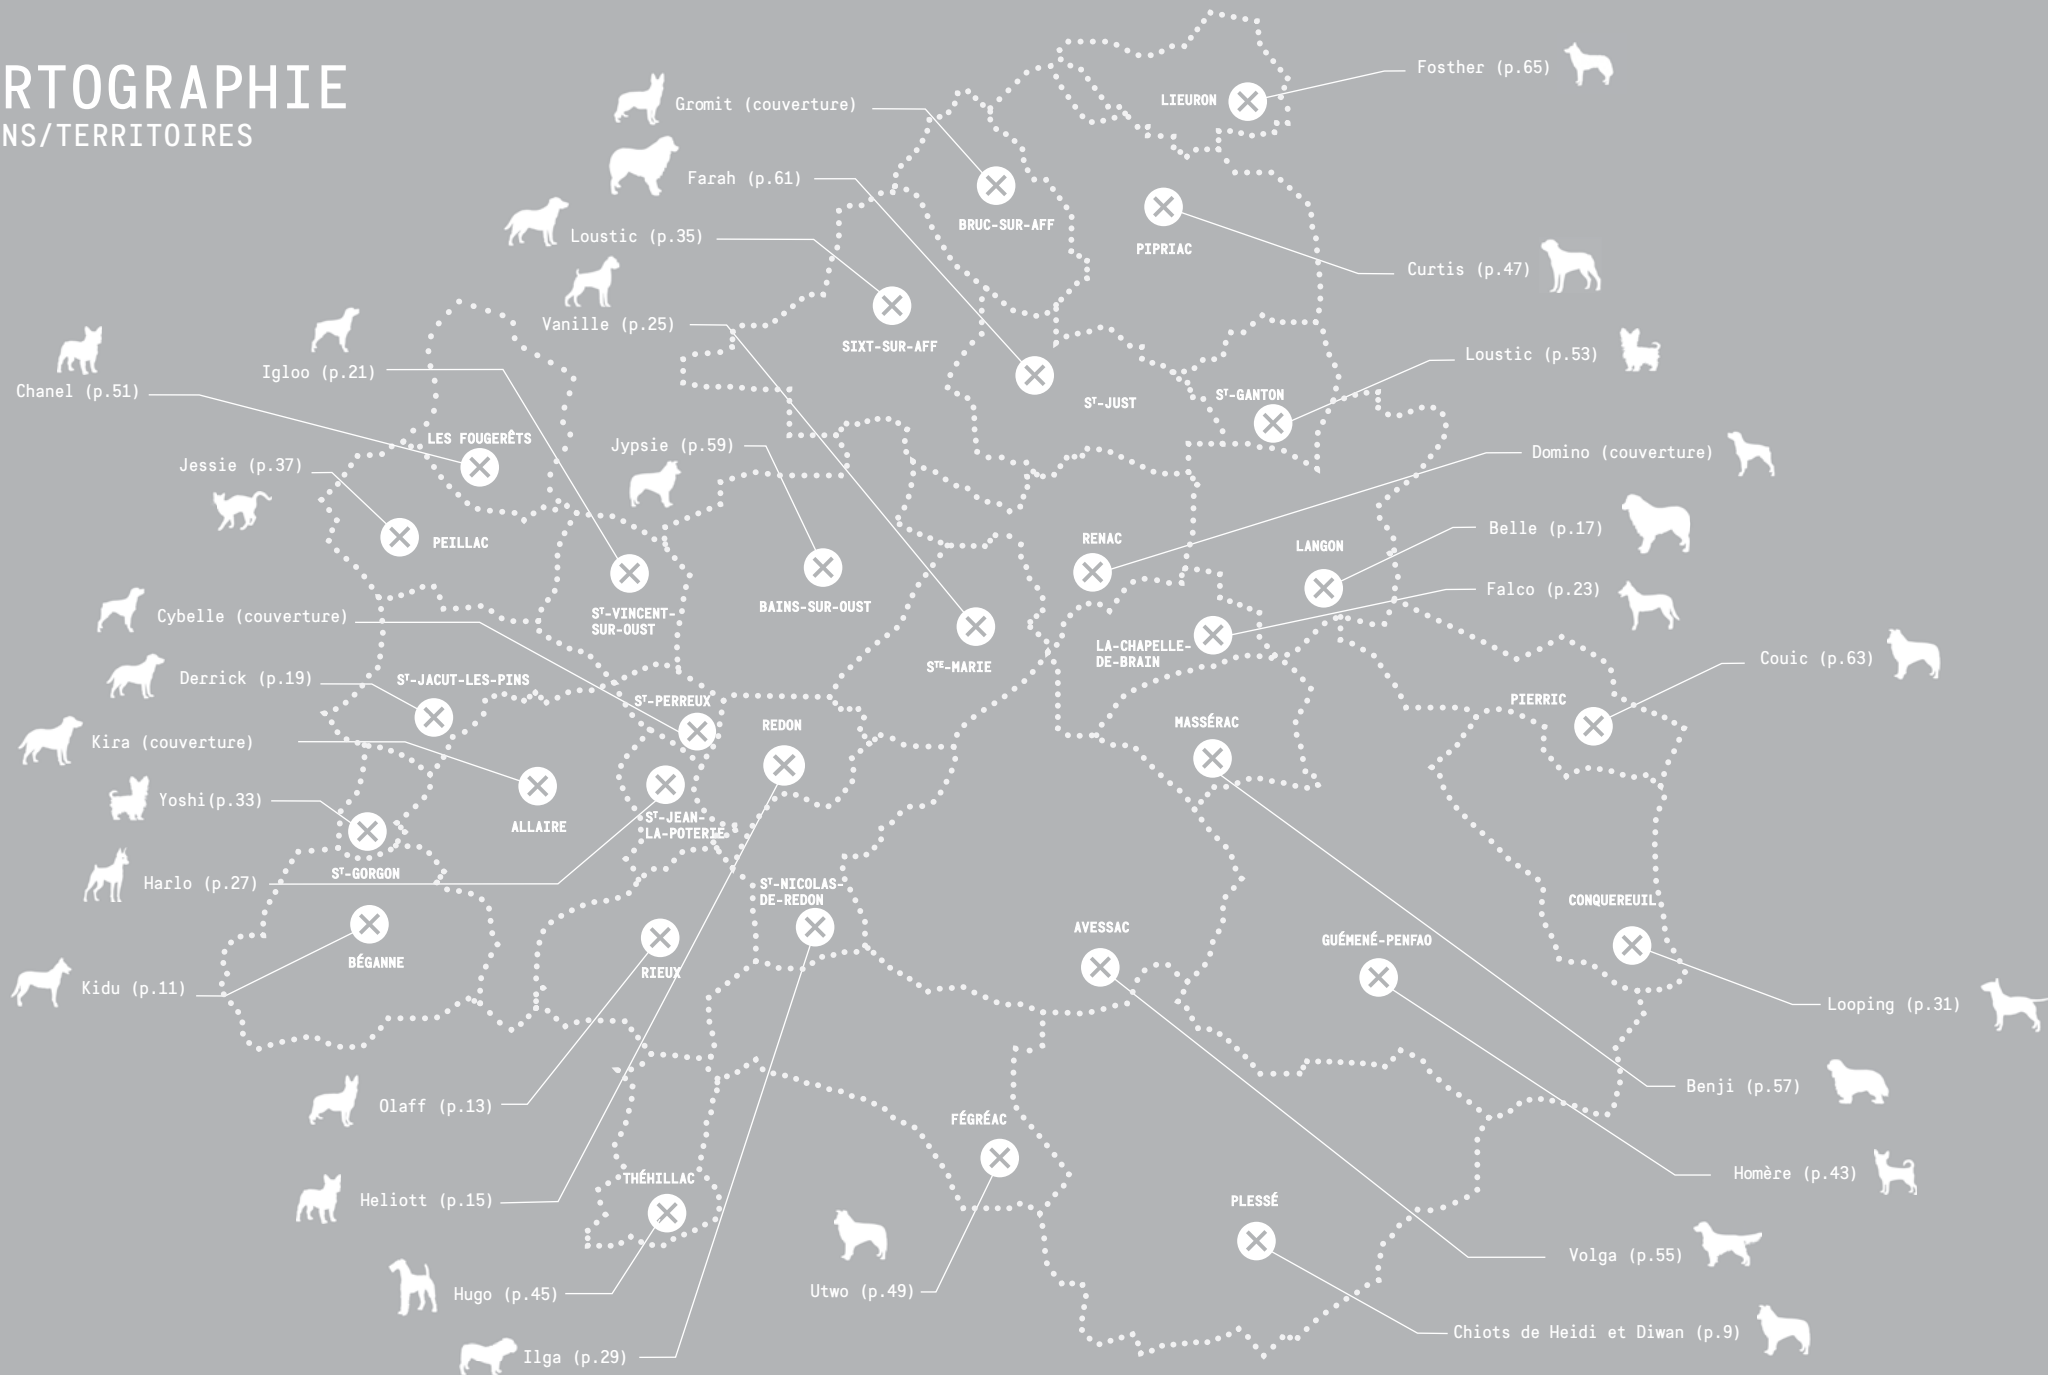 RTOGRAPHIE
NS/TERRITOIRES
Fosther (p.65)
LIEURON
Gromit (couverture)
Farah (p.61)
BRUC-SUR-AFF
Loustic (p.35)
PIPRIAC
Curtis (p.47)
Vanille (p.25)
SIXT-SUR-AFF
Loustic (p.53)
Igloo (p.21)
Chanel (p.51)
Sᵀ-GANTON
Sᵀ-JUST
LES FOUGERÊTS
Jypsie (p.59)
Domino (couverture)
Jessie (p.37)
Belle (p.17)
PEILLAC
RENAC
LANGON
Falco (p.23)
Sᵀ-VINCENT-
SUR-OUST
BAINS-SUR-OUST
Cybelle (couverture)
LA-CHAPELLE-
DE-BRAIN
Sᵀᴱ-MARIE
Couic (p.63)
Derrick (p.19)
Sᵀ-JACUT-LES-PINS
Sᵀ-PERREUX
PIERRIC
REDON
MASSÉRAC
Kira (couverture)
Yoshi(p.33)
ALLAIRE
Sᵀ-JEAN-
LA-POTERIE
Sᵀ-GORGON
Harlo (p.27)
Sᵀ-NICOLAS-
DE-REDON
CONQUEREUIL
AVESSAC
GUÉMENÉ-PENFAO
BÉGANNE
RIEUX
Kidu (p.11)
Looping (p.31)
Benji (p.57)
Olaff (p.13)
FÉGRÉAC
Homère (p.43)
THÉHILLAC
Heliott (p.15)
PLESSÉ
Volga (p.55)
Hugo (p.45)
Utwo (p.49)
Chiots de Heidi et Diwan (p.9)
Ilga (p.29)